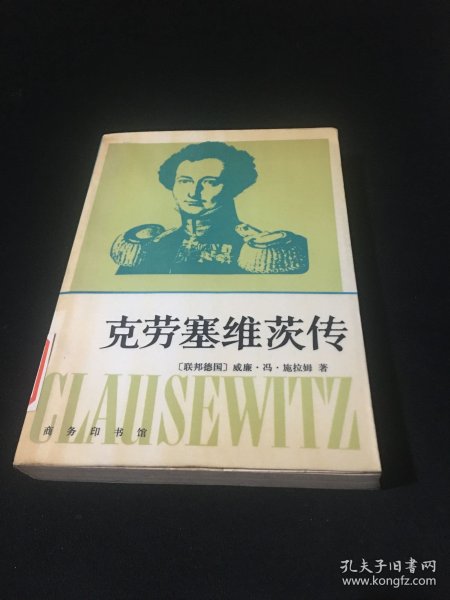 克劳塞维茨传
〔联邦德国〕威廉·冯·施拉姆 著
CLAUSEWITZ
商务印书馆
孔夫子旧书网
www.kongfz.com